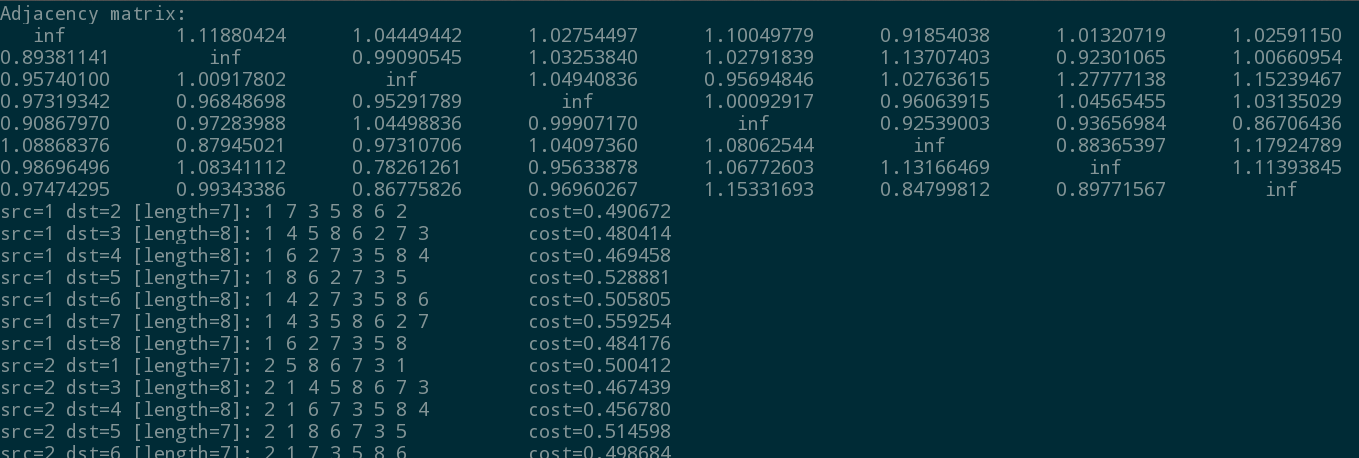 Adjacency matrix:
inf 1.11880424 1.04449442 1.02754497 1.10049779 0.91854038 1.01320719 1.02591150
0.89381141 inf 0.99090545 1.03253840 1.02791839 1.13707403 0.92301065 1.00660954
0.95740100 1.00917802 inf 1.04940836 0.95694846 1.02763615 1.27777138 1.15239467
0.97319342 0.96848698 0.95291789 inf 1.00092917 0.96063915 1.04565455 1.03135029
0.90867970 0.97283988 1.04498836 0.99907170 inf 0.92539003 0.93656984 0.86706436
1.08868376 0.87945021 0.97310706 1.04097360 1.08062544 inf 0.88365397 1.17924789
0.98696496 1.08341112 0.78261261 0.95633878 1.06772603 1.13166469 inf 1.11393845
0.97474295 0.99343386 0.86775826 0.96960267 1.15331693 0.84799812 0.89771567 inf
src=1 dst=2 [length=7]: 1 7 3 5 8 6 2 cost=0.490672
src=1 dst=3 [length=8]: 1 4 5 8 6 2 7 3 cost=0.480414
src=1 dst=4 [length=8]: 1 6 2 7 3 5 8 4 cost=0.469458
src=1 dst=5 [length=7]: 1 8 6 2 7 3 5 cost=0.528881
src=1 dst=6 [length=8]: 1 4 2 7 3 5 8 6 cost=0.505805
src=1 dst=7 [length=8]: 1 4 3 5 8 6 2 7 cost=0.559254
src=1 dst=8 [length=7]: 1 6 2 7 3 5 8 cost=0.484176
src=2 dst=1 [length=7]: 2 5 8 6 7 3 1 cost=0.500412
src=2 dst=3 [length=8]: 2 1 4 5 8 6 7 3 cost=0.467439
src=2 dst=4 [length=8]: 2 1 6 7 3 5 8 4 cost=0.456780
src=2 dst=5 [length=7]: 2 1 8 6 7 3 5 cost=0.514598
src=2 dst=6 [length=7]: 2 1 7 3 5 8 6 cost=0.498684